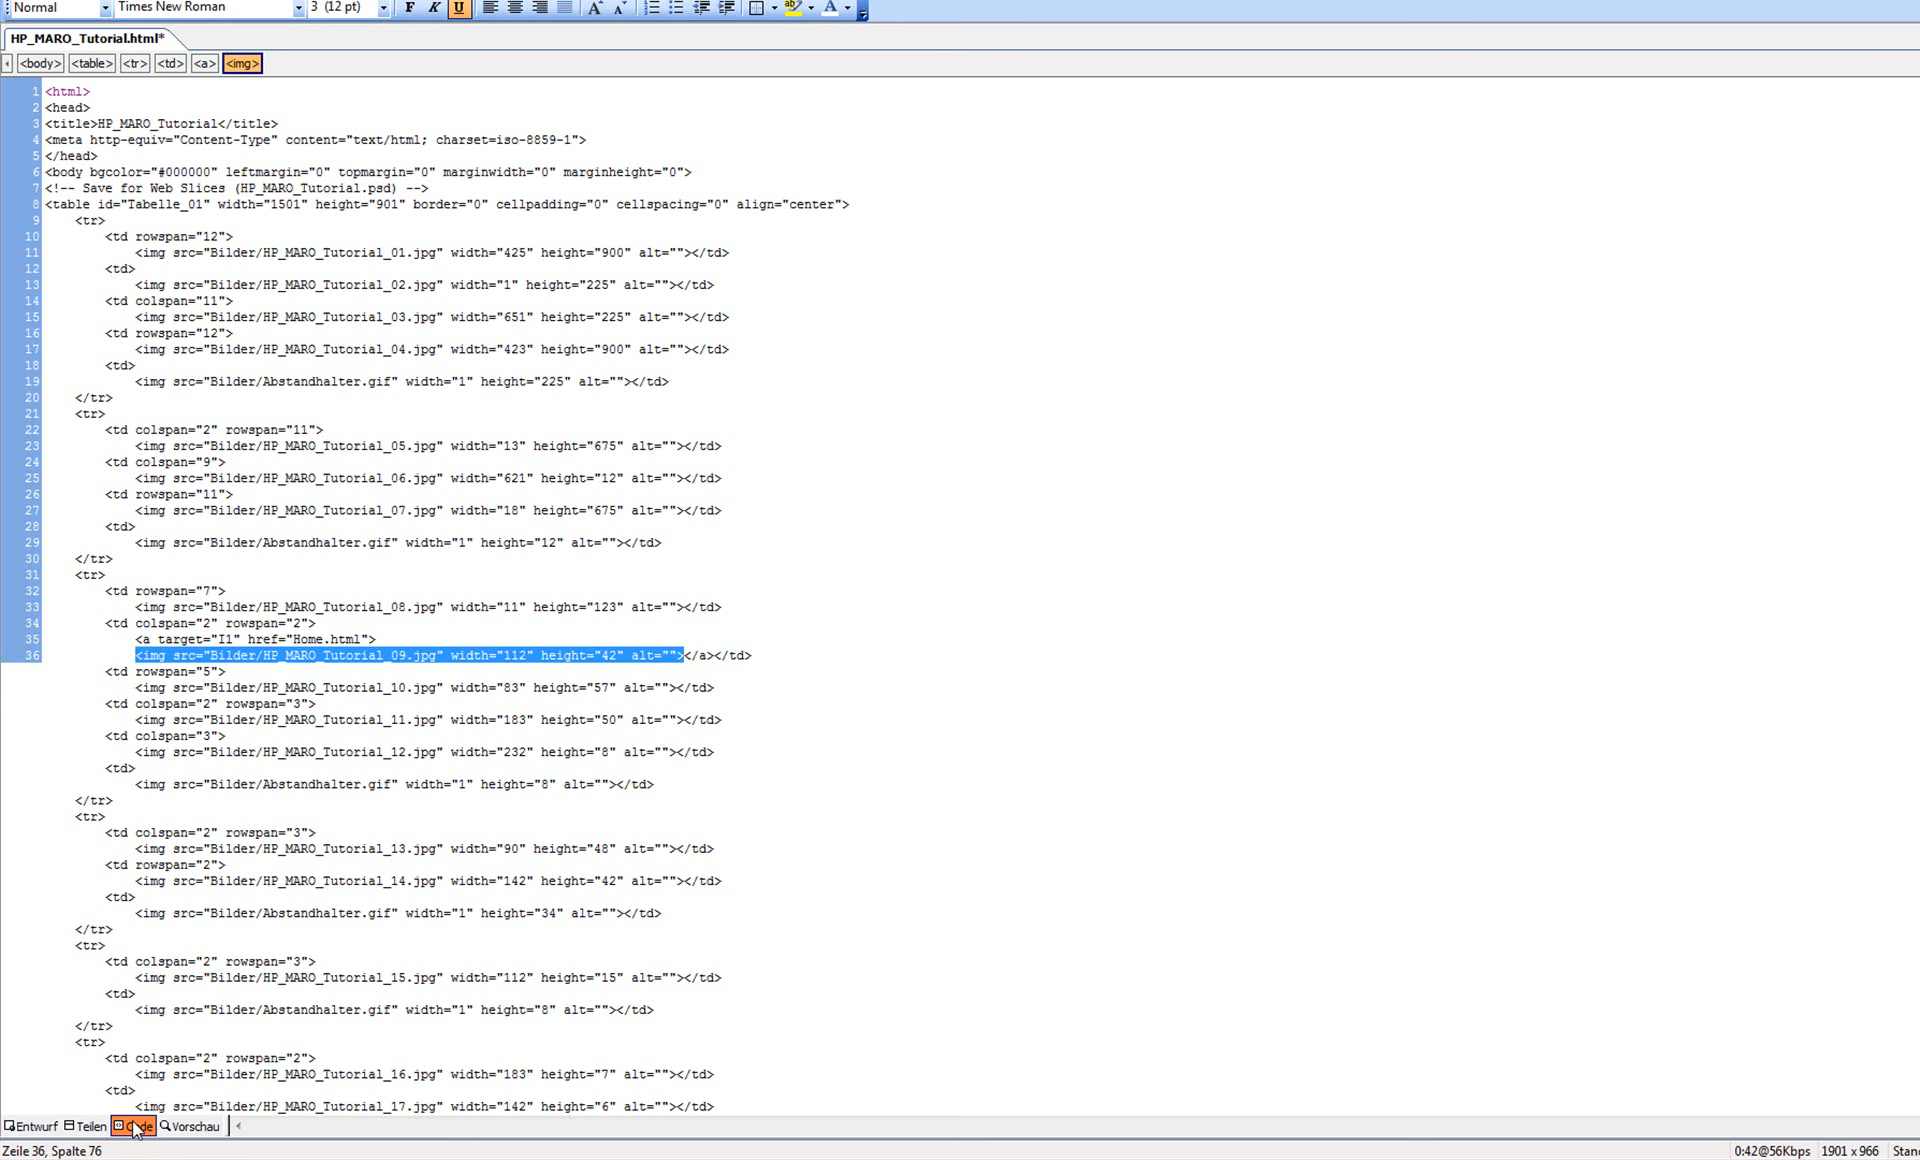 Normal Times New Roman 3 (12 pt) F K U A A ab A
HP_MARO_Tutorial.html*
<body> <table> <tr> <td> <a> <img>
1 <html>
2 <head>
3 <title>HP_MARO_Tutorial</title>
4 <meta http-equiv="Content-Type" content="text/html; charset=iso-8859-1">
5 </head>
6 <body bgcolor="#000000" leftmargin="0" topmargin="0" marginwidth="0" marginheight="0">
7 <!-- Save for Web Slices (HP_MARO_Tutorial.psd) -->
8 <table id="Tabelle_01" width="1501" height="901" border="0" cellpadding="0" cellspacing="0" align="center">
9 <tr>
10 <td rowspan="12">
11 <img src="Bilder/HP_MARO_Tutorial_01.jpg" width="425" height="900" alt=""></td>
12 <td>
13 <img src="Bilder/HP_MARO_Tutorial_02.jpg" width="1" height="225" alt=""></td>
14 <td colspan="11">
15 <img src="Bilder/HP_MARO_Tutorial_03.jpg" width="651" height="225" alt=""></td>
16 <td rowspan="12">
17 <img src="Bilder/HP_MARO_Tutorial_04.jpg" width="423" height="900" alt=""></td>
18 <td>
19 <img src="Bilder/Abstandhalter.gif" width="1" height="225" alt=""></td>
20 </tr>
21 <tr>
22 <td colspan="2" rowspan="11">
23 <img src="Bilder/HP_MARO_Tutorial_05.jpg" width="13" height="675" alt=""></td>
24 <td colspan="9">
25 <img src="Bilder/HP_MARO_Tutorial_06.jpg" width="621" height="12" alt=""></td>
26 <td rowspan="11">
27 <img src="Bilder/HP_MARO_Tutorial_07.jpg" width="18" height="675" alt=""></td>
28 <td>
29 <img src="Bilder/Abstandhalter.gif" width="1" height="12" alt=""></td>
30 </tr>
31 <tr>
32 <td rowspan="7">
33 <img src="Bilder/HP_MARO_Tutorial_08.jpg" width="11" height="123" alt=""></td>
34 <td colspan="2" rowspan="2">
35 <a target="I1" href="Home.html">
36 <img src="Bilder/HP_MARO_Tutorial_09.jpg" width="112" height="42" alt=""></a></td>
<td rowspan="5">
<img src="Bilder/HP_MARO_Tutorial_10.jpg" width="83" height="57" alt=""></td>
<td colspan="2" rowspan="3">
<img src="Bilder/HP_MARO_Tutorial_11.jpg" width="183" height="50" alt=""></td>
<td colspan="3">
<img src="Bilder/HP_MARO_Tutorial_12.jpg" width="232" height="8" alt=""></td>
<td>
<img src="Bilder/Abstandhalter.gif" width="1" height="8" alt=""></td>
</tr>
<tr>
<td colspan="2" rowspan="3">
<img src="Bilder/HP_MARO_Tutorial_13.jpg" width="90" height="48" alt=""></td>
<td rowspan="2">
<img src="Bilder/HP_MARO_Tutorial_14.jpg" width="142" height="42" alt=""></td>
<td>
<img src="Bilder/Abstandhalter.gif" width="1" height="34" alt=""></td>
</tr>
<tr>
<td colspan="2" rowspan="3">
<img src="Bilder/HP_MARO_Tutorial_15.jpg" width="112" height="15" alt=""></td>
<td>
<img src="Bilder/Abstandhalter.gif" width="1" height="8" alt=""></td>
</tr>
<tr>
<td colspan="2" rowspan="2">
<img src="Bilder/HP_MARO_Tutorial_16.jpg" width="183" height="7" alt=""></td>
<td>
<img src="Bilder/HP_MARO_Tutorial_17.jpg" width="142" height="6" alt=""></td>
Entwurf Teilen Code Vorschau
Zeile 36, Spalte 76 0:42@56Kbps 1901 x 966 Stan